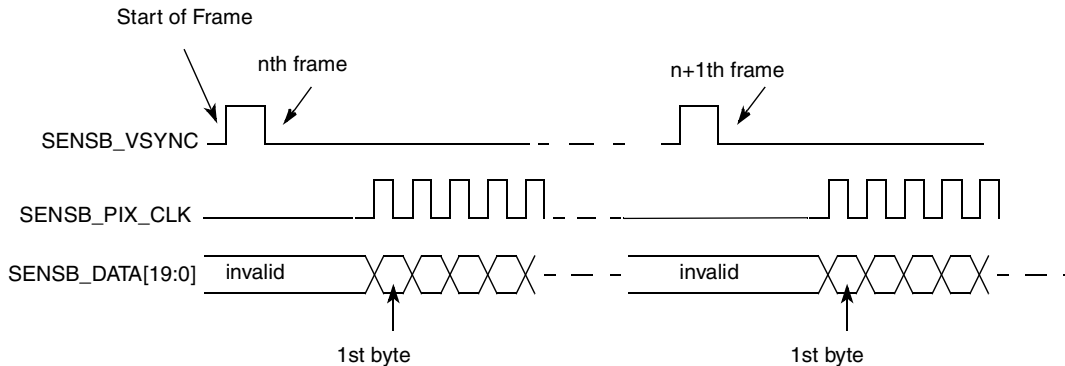 Start of Frame
nth frame
n+1th frame
SENSB_VSYNC
SENSB_PIX_CLK
SENSB_DATA[19:0]
invalid
invalid
1st byte
1st byte